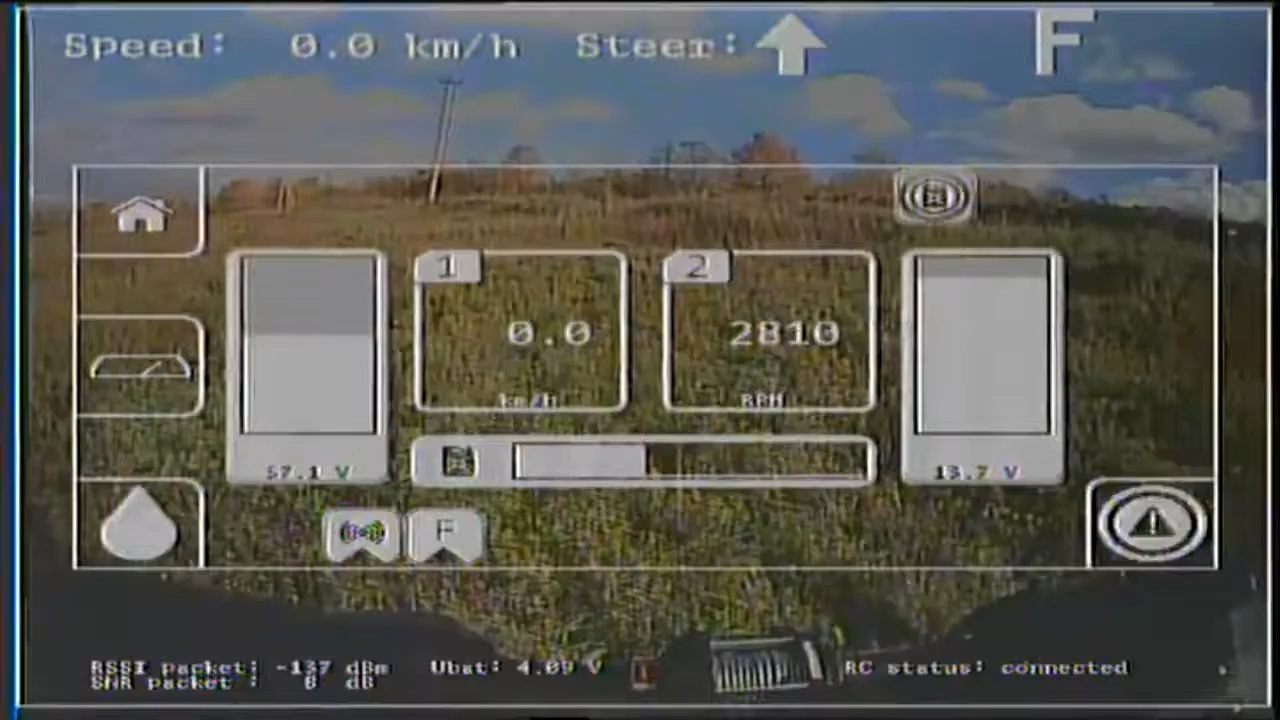 Speed: 0.0 km/h Steer: F
1 2
0.0 2810
km/h RPM
57.1 V 13.7 V
F
RSSI packet: -137 dBm Ubat: 4.09 V RC status: connected
SNR packet : 8 dB